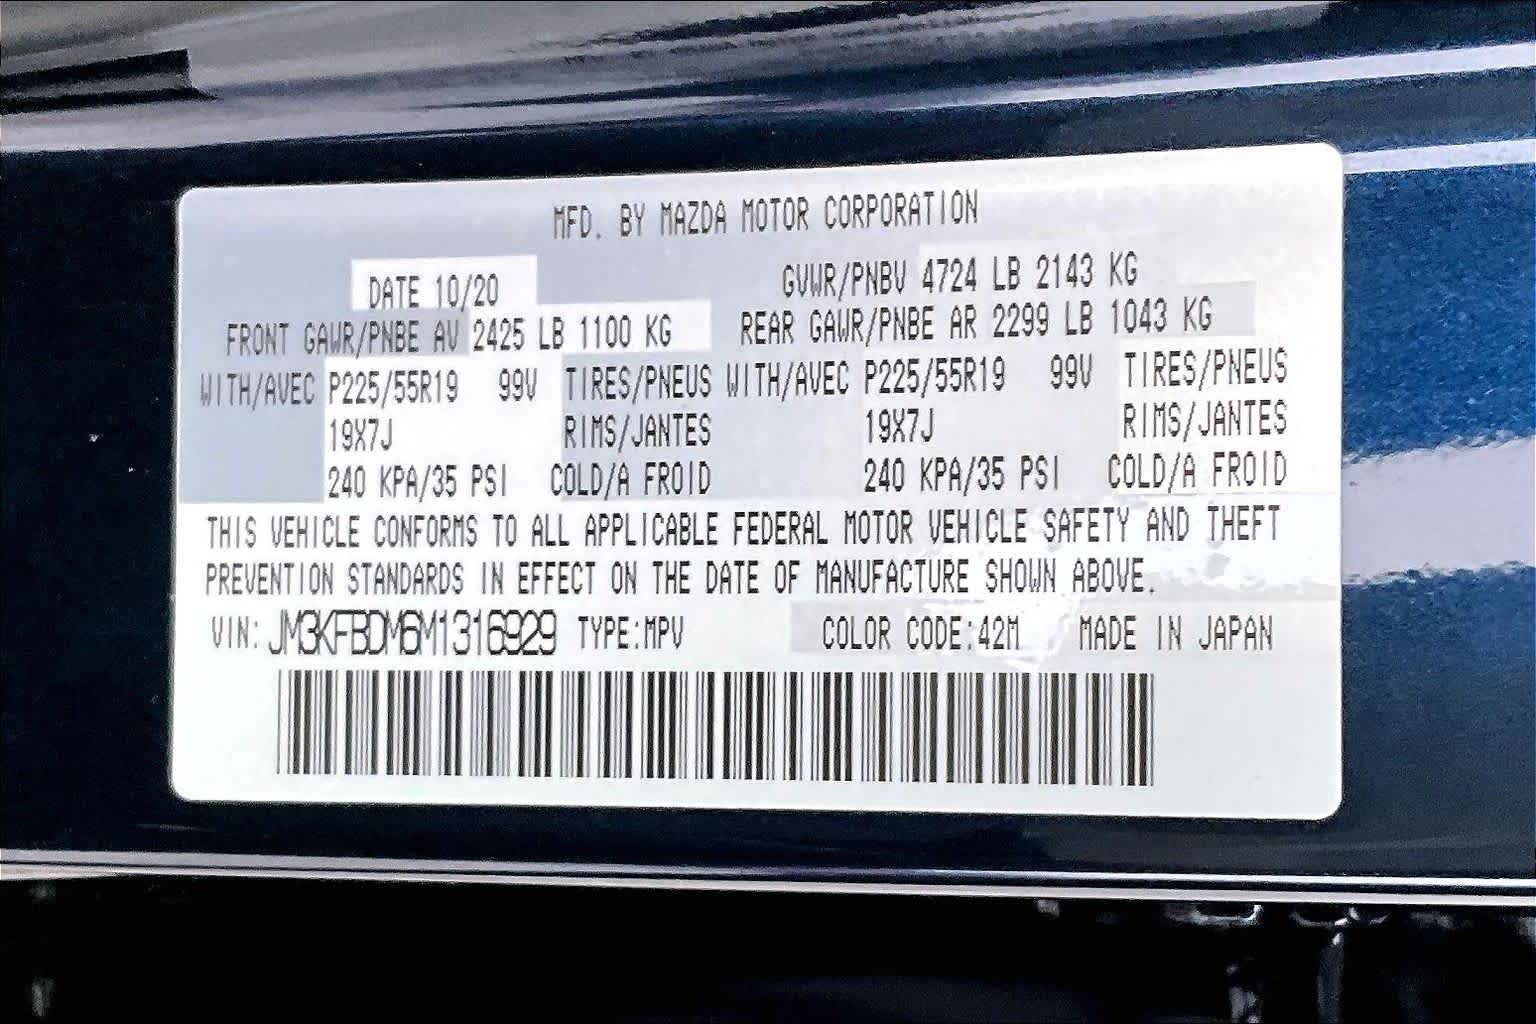 MFD. BY MAZDA MOTOR CORPORATION
DATE 10/20 GVWR/PNBV 4724 LB 2143 KG
FRONT GAWR/PNBE AV 2425 LB 1100 KG REAR GAWR/PNBE AR 2299 LB 1043 KG
WITH/AVEC P225/55R19 99V TIRES/PNEUS WITH/AVEC P225/55R19 99V TIRES/PNEUS
19X7J RIMS/JANTES 19X7J RIMS/JANTES
240 KPA/35 PSI COLD/A FROID 240 KPA/35 PSI COLD/A FROID
THIS VEHICLE CONFORMS TO ALL APPLICABLE FEDERAL MOTOR VEHICLE SAFETY AND THEFT
PREVENTION STANDARDS IN EFFECT ON THE DATE OF MANUFACTURE SHOWN ABOVE.
VIN: JM3KFBDM6M1316929 TYPE:MPV COLOR CODE:42M MADE IN JAPAN